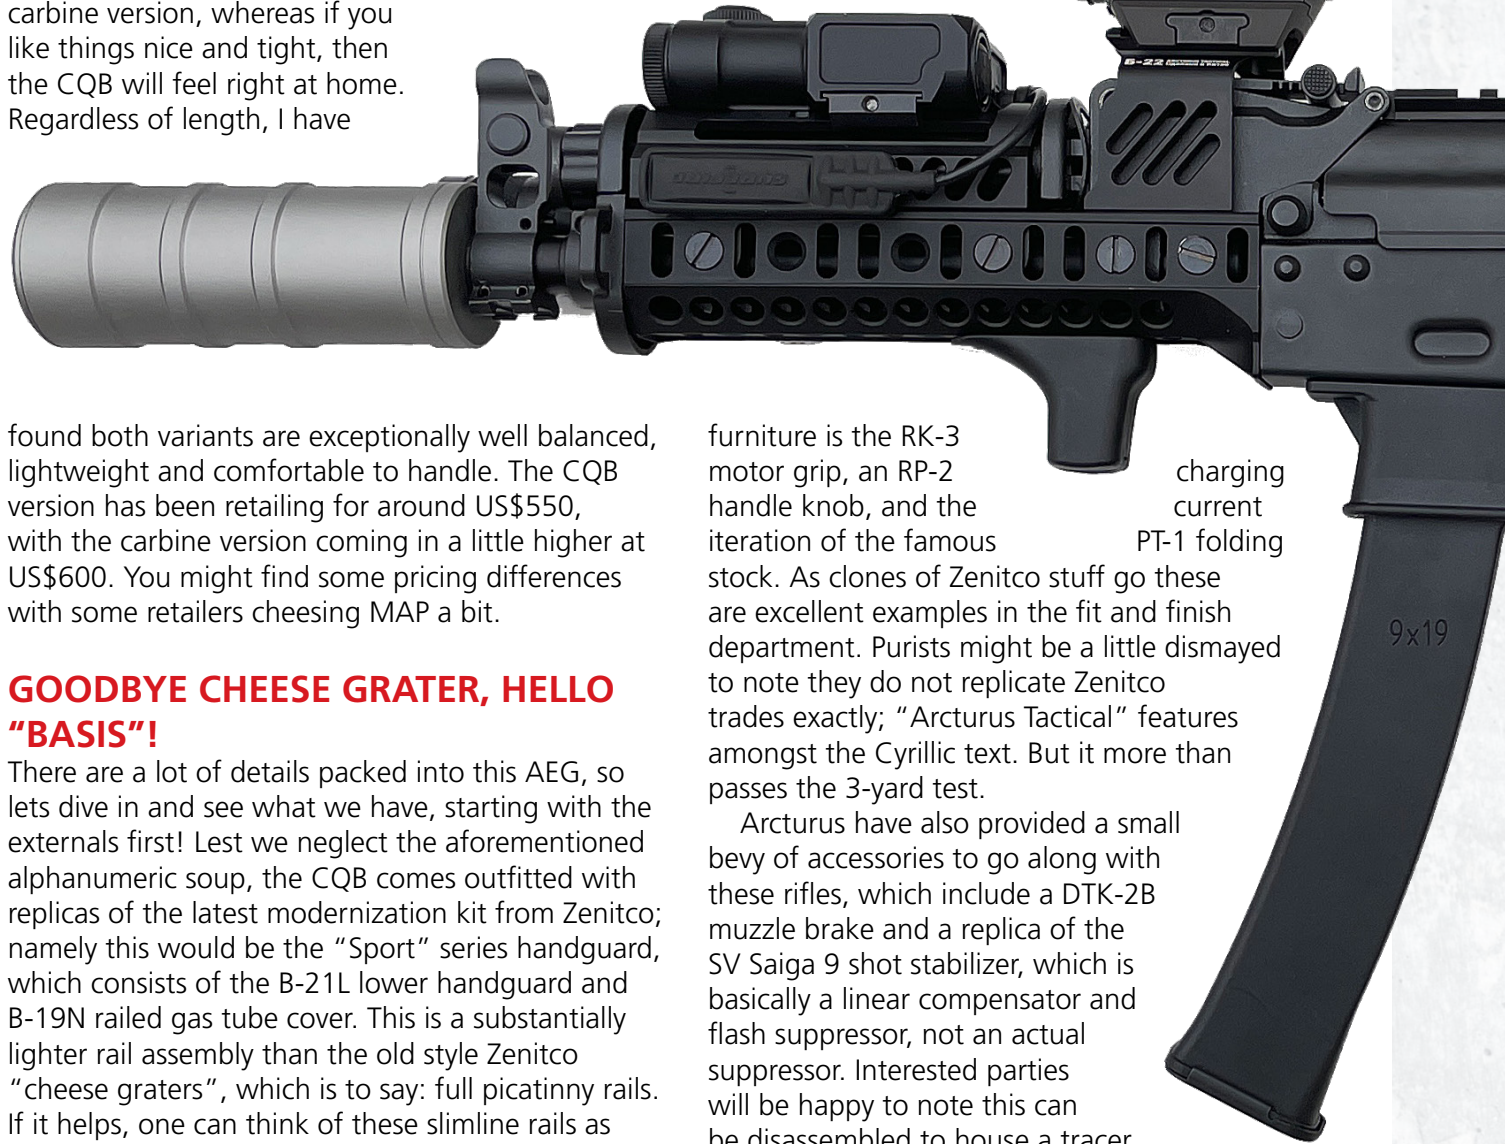 carbine version, whereas if you
like things nice and tight, then
the CQB will feel right at home.
Regardless of length, I have
found both variants are exceptionally well balanced,
lightweight and comfortable to handle. The CQB
version has been retailing for around US$550,
with the carbine version coming in a little higher at
US$600. You might find some pricing differences
with some retailers cheesing MAP a bit.
GOODBYE CHEESE GRATER, HELLO
“BASIS”!
There are a lot of details packed into this AEG, so
lets dive in and see what we have, starting with the
externals first! Lest we neglect the aforementioned
alphanumeric soup, the CQB comes outfitted with
replicas of the latest modernization kit from Zenitco;
namely this would be the “Sport” series handguard,
which consists of the B-21L lower handguard and
B-19N railed gas tube cover. This is a substantially
lighter rail assembly than the old style Zenitco
“cheese graters”, which is to say: full picatinny rails.
If it helps, one can think of these slimline rails as
furniture is the RK-3
motor grip, an RP-2 charging
handle knob, and the current
iteration of the famous PT-1 folding
stock. As clones of Zenitco stuff go these
are excellent examples in the fit and finish
department. Purists might be a little dismayed
to note they do not replicate Zenitco
trades exactly; “Arcturus Tactical” features
amongst the Cyrillic text. But it more than
passes the 3-yard test.
Arcturus have also provided a small
bevy of accessories to go along with
these rifles, which include a DTK-2B
muzzle brake and a replica of the
SV Saiga 9 shot stabilizer, which is
basically a linear compensator and
flash suppressor, not an actual
suppressor. Interested parties
will be happy to note this can
be disassembled to house a tracer
Б-22
9x19